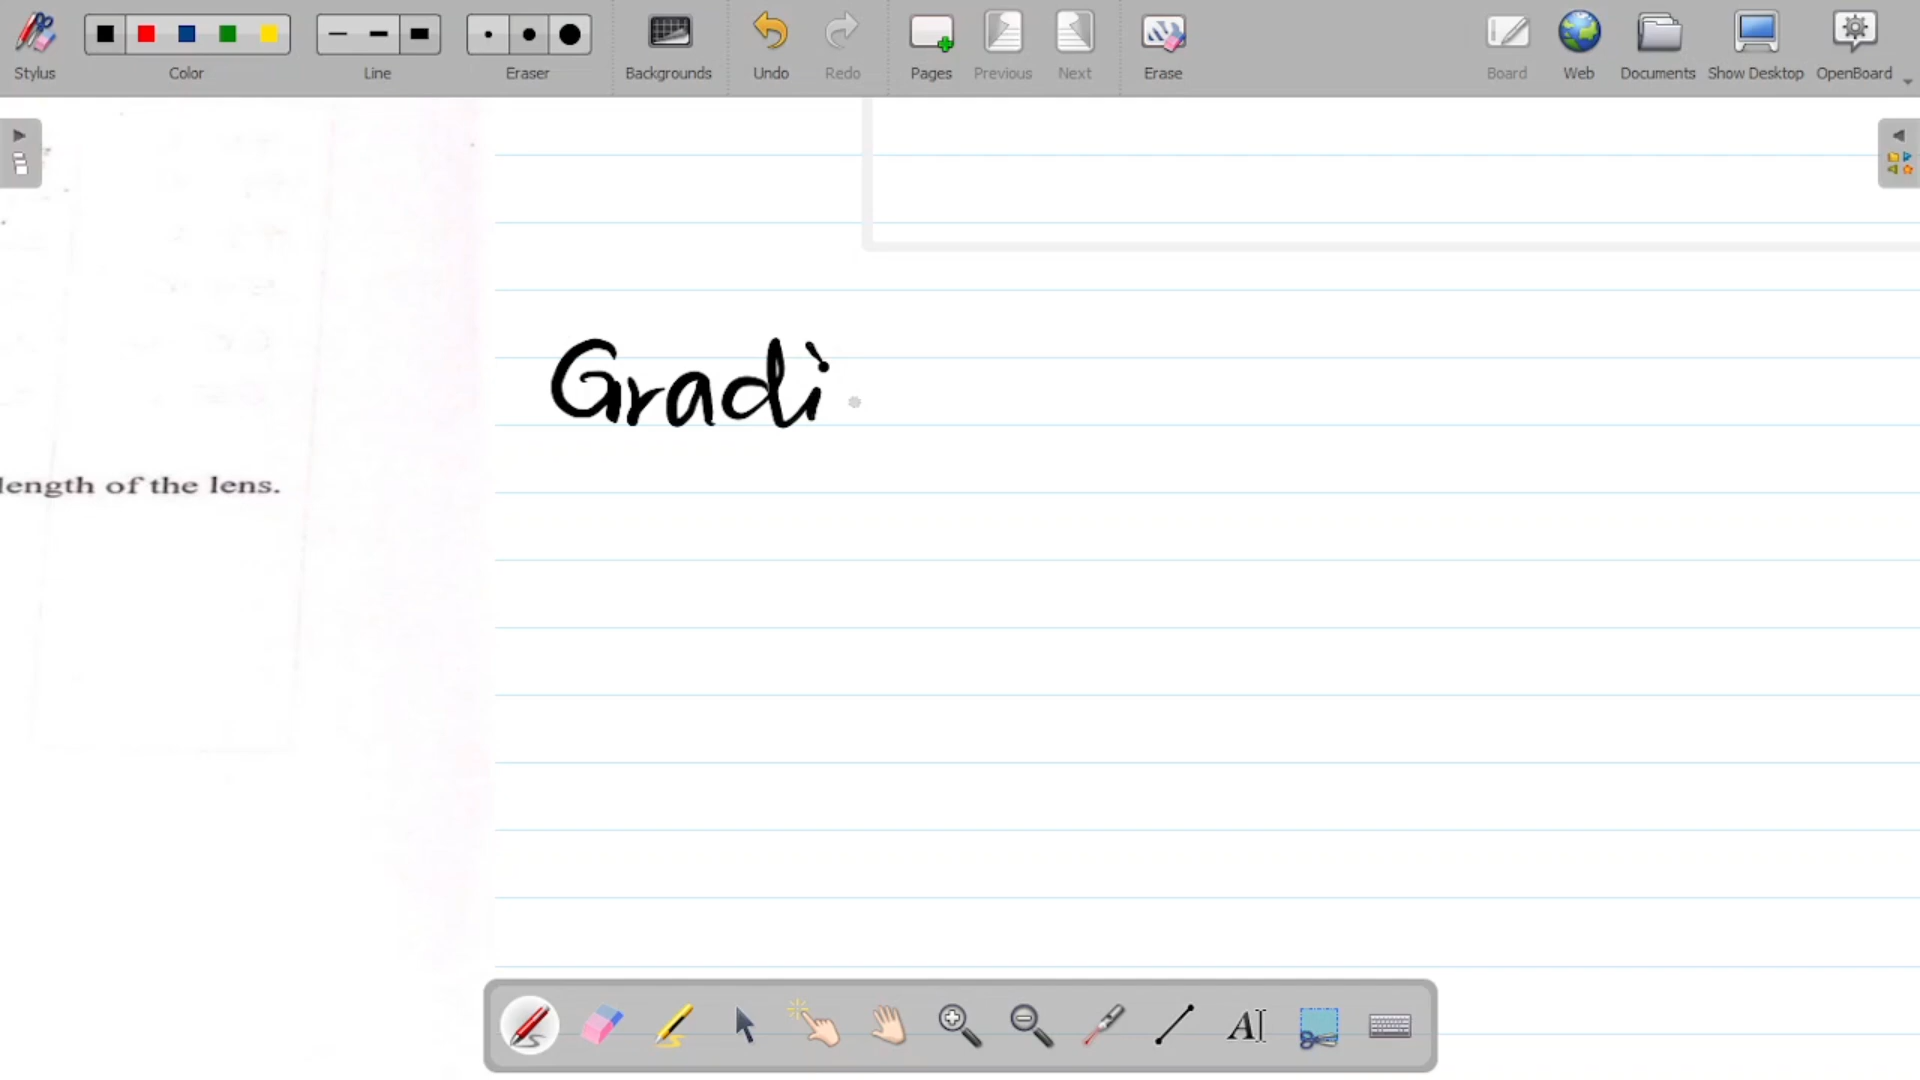 Stylus Color Line Eraser Backgrounds Undo Redo Pages Previous Next Erase Board Web Documents Show Desktop OpenBoard
Gradi
length of the lens.